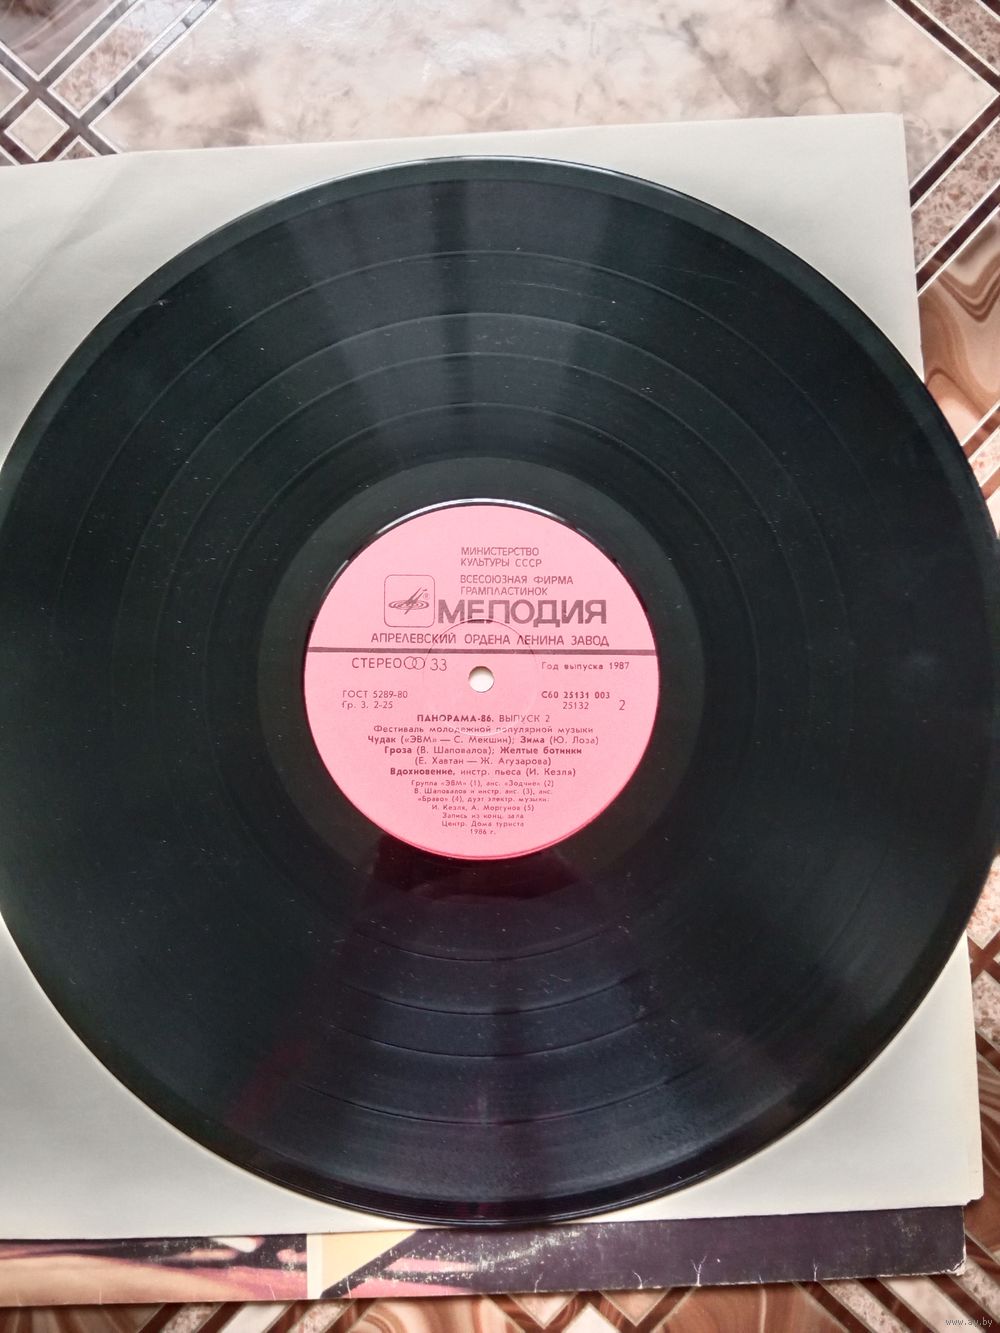 МИНИСТЕРСТВО
КУЛЬТУРЫ СССР
ВСЕСОЮЗНАЯ ФИРМА
ГРАМПЛАСТИНОК
®
МЕЛОДИЯ
АПРЕЛЕВСКИЙ ОРДЕНА ЛЕНИНА ЗАВОД
СТЕРЕО 33
Год выпуска 1987
ГОСТ 5289-80
Гр. 3. 2-25
С60 25131 003
25132
2
ПАНОРАМА-86. ВЫПУСК 2
Фестиваль молодежной популярной музыки
Чудак («ЭВМ» — С. Мекшин); Зима (Ю. Лоза)
Гроза (В. Шаповалов); Желтые ботинки
(Е. Хавтан — Ж. Агузарова)
Вдохновение, инстр. пьеса (И. Кезля)
Группа «ЭВМ» (1), анс. «Зодчие» (2)
В. Шаповалов и инстр. анс. (3), анс.
«Браво» (4), дуэт электр. музыки:
И. Кезля, А. Моргунов (5)
Запись из конц. зала
Центр. Дома туриста
1986 г.
www.ay.by